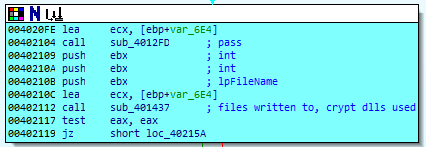 004020FE lea ecx, [ebp+var_6E4]
00402104 call sub_4012FD ; pass
00402109 push ebx ; int
0040210A push ebx ; int
0040210B push ebx ; lpFileName
0040210C lea ecx, [ebp+var_6E4]
00402112 call sub_401437 ; files written to, crypt dlls used
00402117 test eax, eax
00402119 jz short loc_40215A